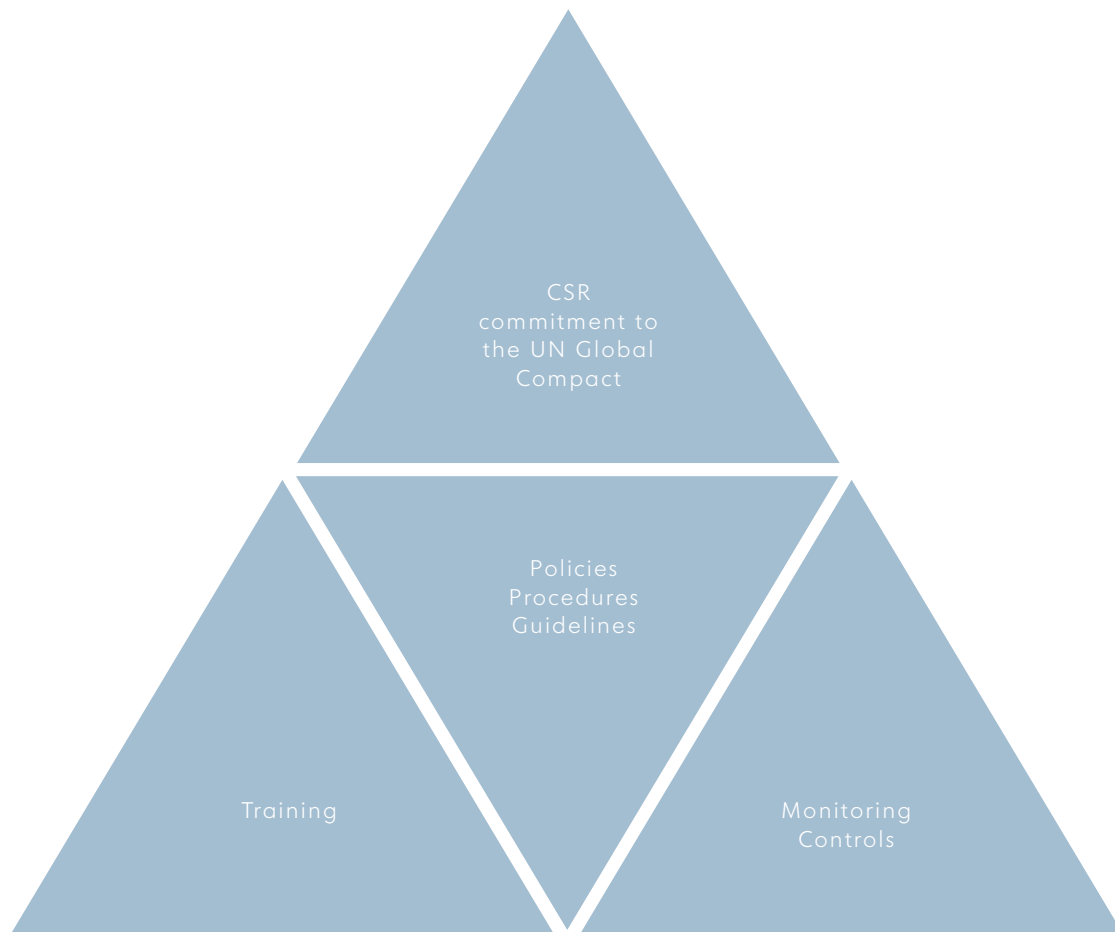 CSR
commitment to
the UN Global
Compact
Policies
Procedures
Guidelines
Training
Monitoring
Controls